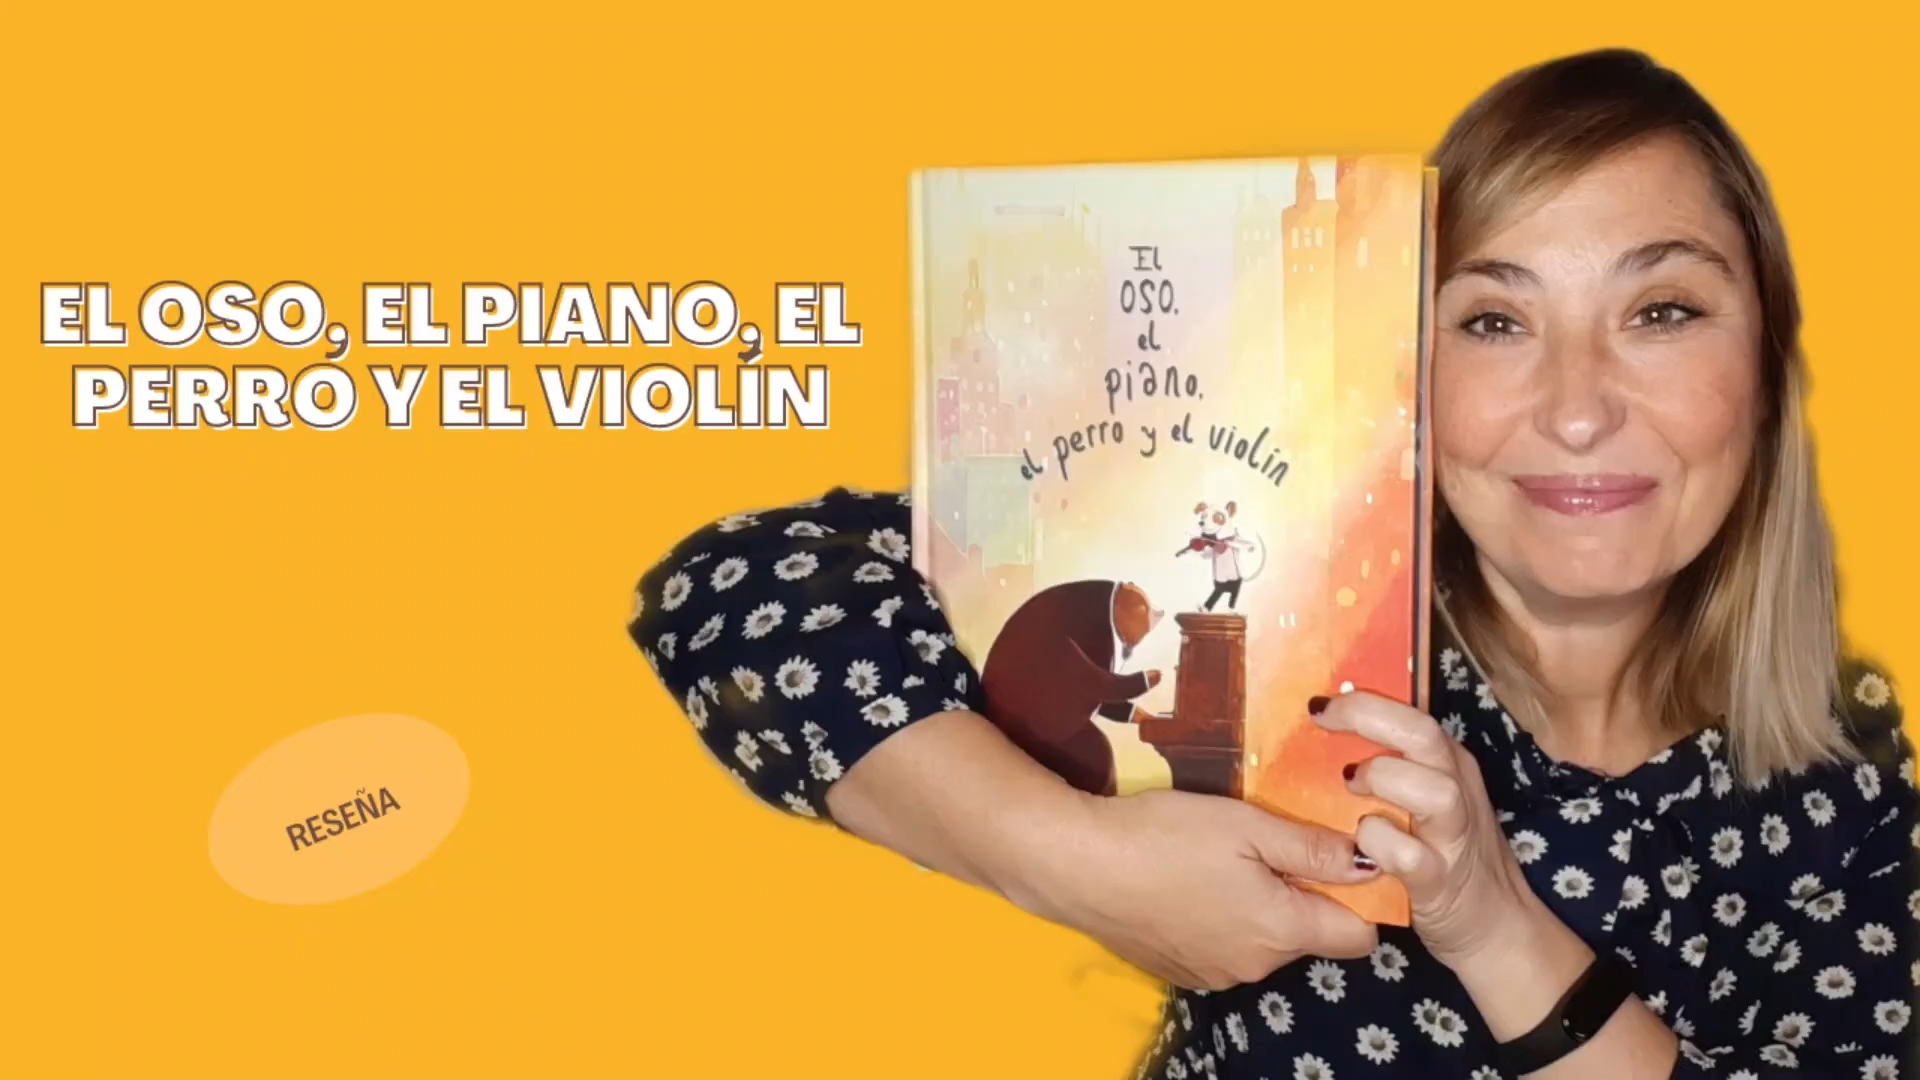 EL OSO, EL PIANO, EL
PERRO Y EL VIOLÍN
RESEÑA
El
OSO,
el
piano,
el perro y el violín